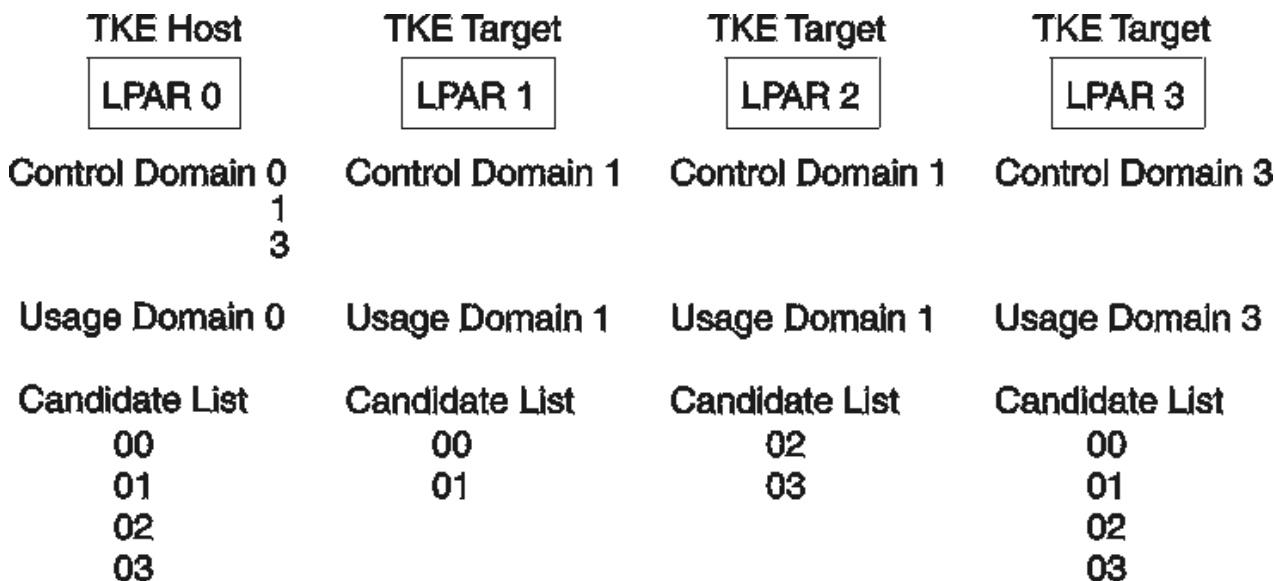 TKE Host TKE Target TKE Target TKE Target
LPAR 0 LPAR 1 LPAR 2 LPAR 3
Control Domain 0 Control Domain 1 Control Domain 1 Control Domain 3
1
3
Usage Domain 0 Usage Domain 1 Usage Domain 1 Usage Domain 3
Candidate List Candidate List Candidate List Candidate List
00 00 02 00
01 01 03 01
02 02
03 03